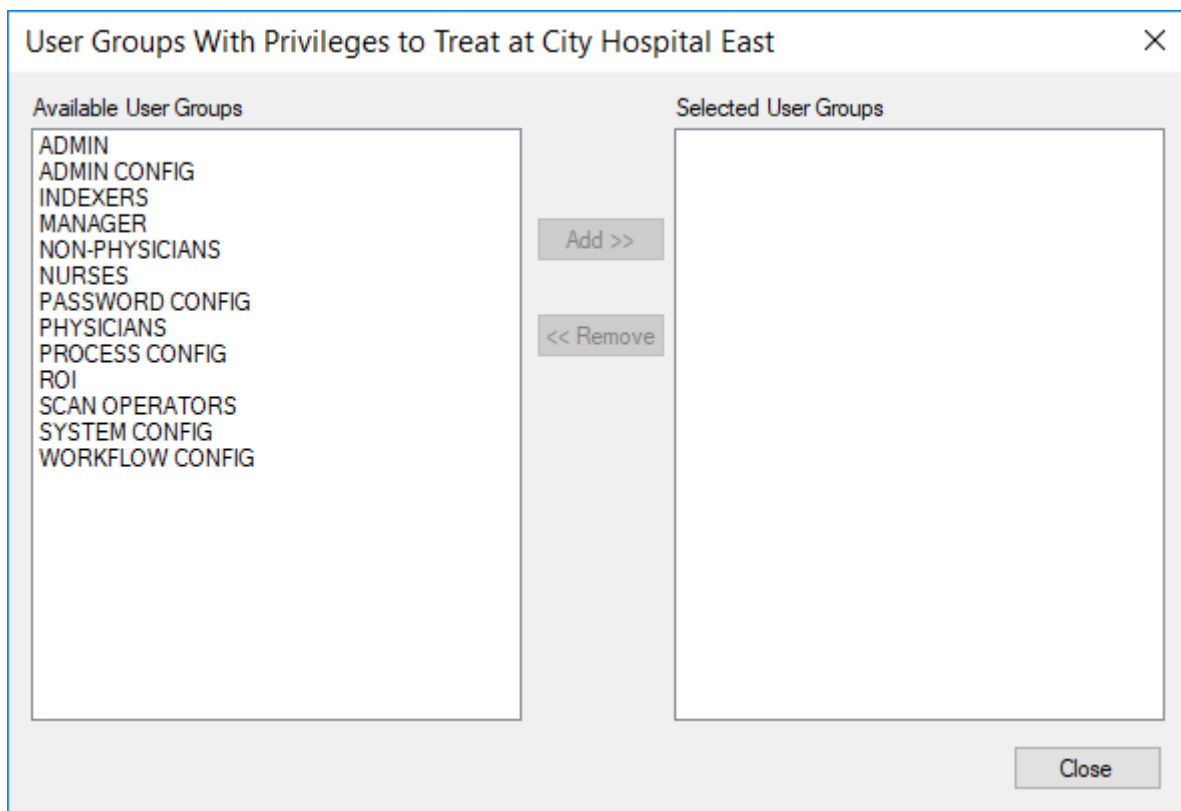 User Groups With Privileges to Treat at City Hospital East
Available User Groups
ADMIN
ADMIN CONFIG
INDEXERS
MANAGER
NON-PHYSICIANS
NURSES
PASSWORD CONFIG
PHYSICIANS
PROCESS CONFIG
ROI
SCAN OPERATORS
SYSTEM CONFIG
WORKFLOW CONFIG
Add >>
<< Remove
Selected User Groups
Close